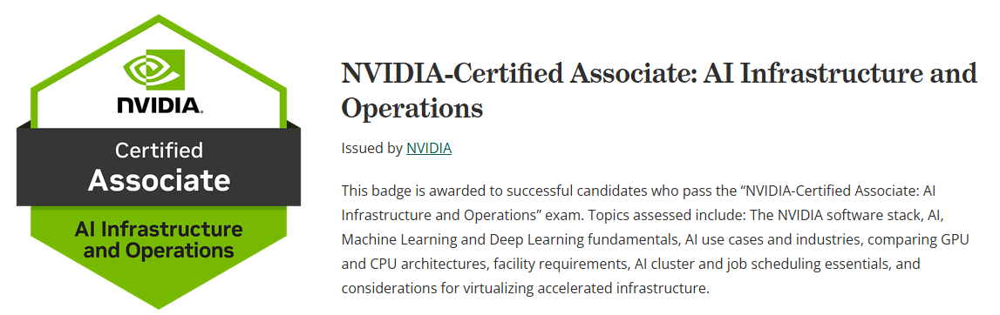 NVIDIA.
Certified
Associate
AI Infrastructure
and Operations
NVIDIA-Certified Associate: AI Infrastructure and
Operations
Issued by NVIDIA
This badge is awarded to successful candidates who pass the “NVIDIA-Certified Associate: AI
Infrastructure and Operations” exam. Topics assessed include: The NVIDIA software stack, AI,
Machine Learning and Deep Learning fundamentals, AI use cases and industries, comparing GPU
and CPU architectures, facility requirements, AI cluster and job scheduling essentials, and
considerations for virtualizing accelerated infrastructure.